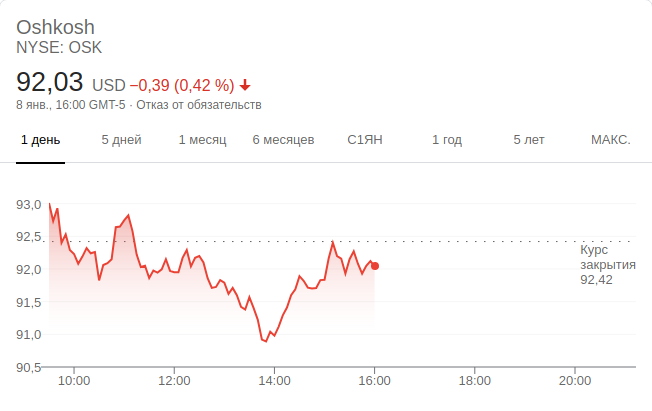 Oshkosh
NYSE: OSK
92,03 USD −0,39 (0,42 %)
8 янв., 16:00 GMT-5 · Отказ от обязательств
1 день 5 дней 1 месяц 6 месяцев С1ЯН 1 год 5 лет МАКС.
93,0
92,5
Курс
закрытия
92,42
92,0
91,5
91,0
90,5
10:00 12:00 14:00 16:00 18:00 20:00